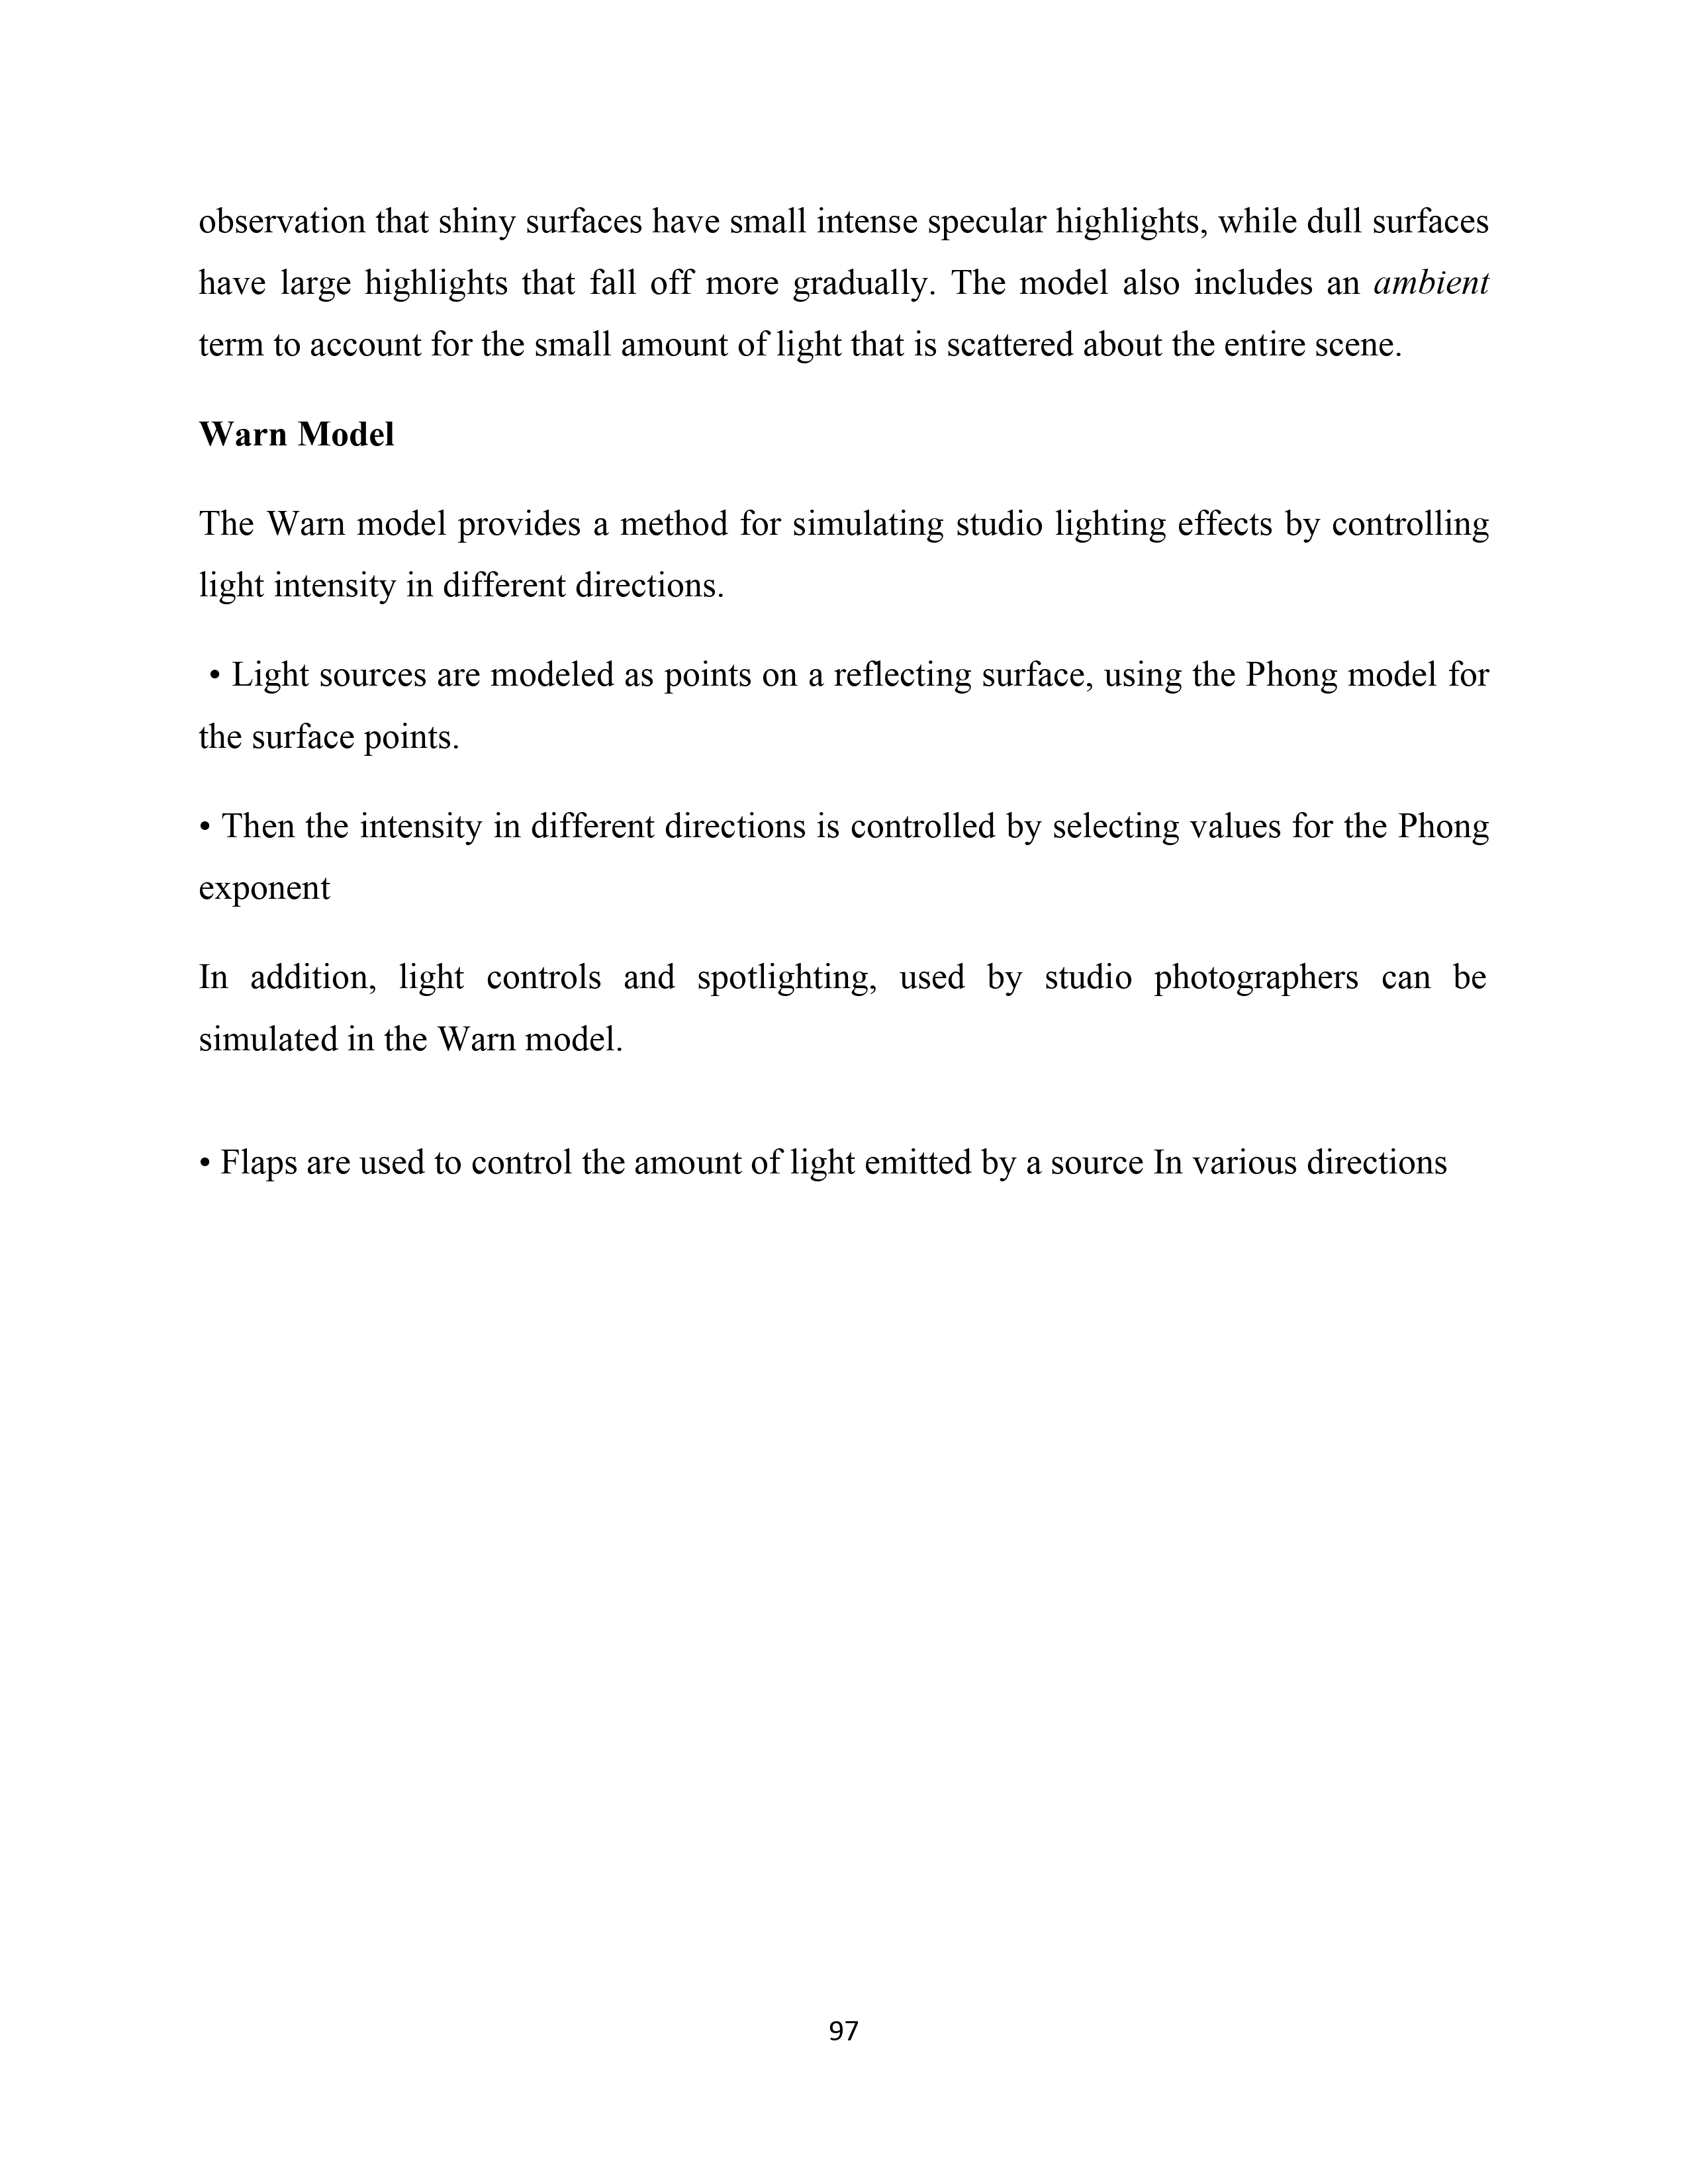 observation that shiny surfaces have small intense specular highlights, while dull surfaces
have large highlights that fall off more gradually. The model also includes an ambient
term to account for the small amount of light that is scattered about the entire scene.
Warn Model
The Warn model provides a method for simulating studio lighting effects by controlling
light intensity in different directions.
• Light sources are modeled as points on a reflecting surface, using the Phong model for
the surface points.
• Then the intensity in different directions is controlled by selecting values for the Phong
exponent
In addition, light controls and spotlighting, used by studio photographers can be
simulated in the Warn model.
• Flaps are used to control the amount of light emitted by a source In various directions
97